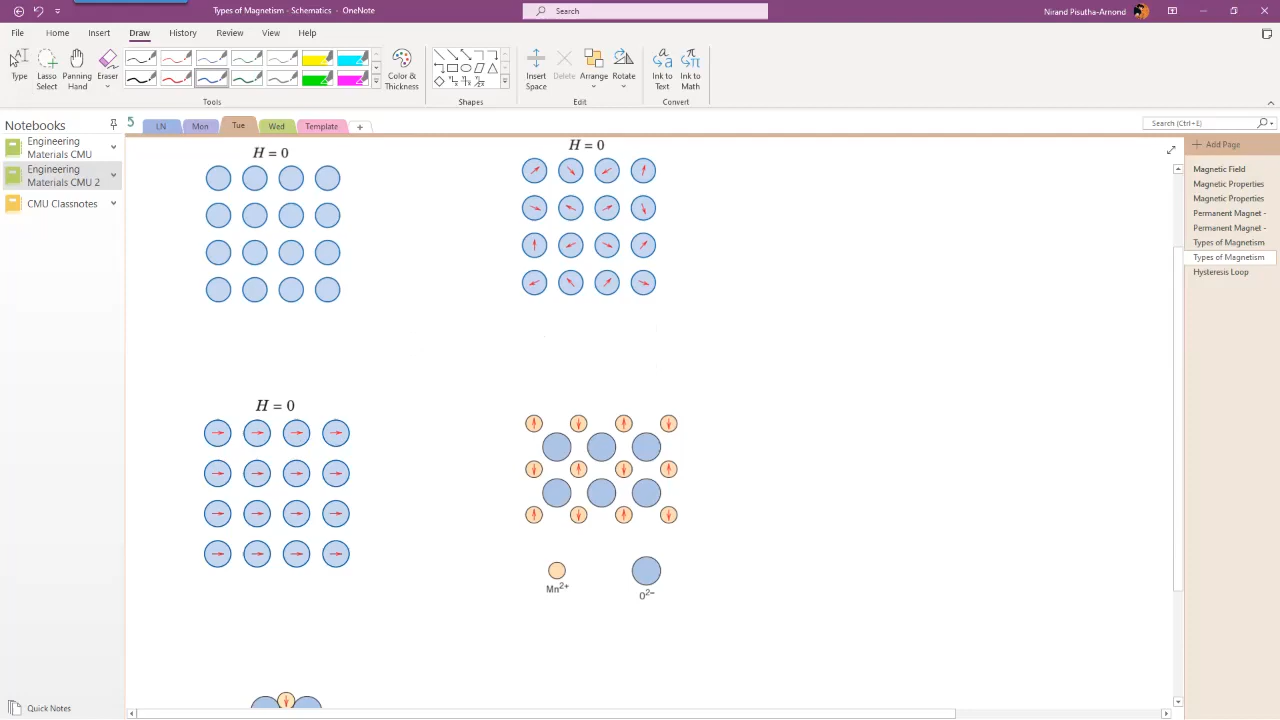 Types of Magnetism - Schematics - OneNote
Search
Nirand Pisutha-Arnond
File
Home
Insert
Draw
History
Review
View
Help
Type
Lasso Select
Panning Hand
Eraser
Color & Thickness
Insert Space
Delete
Arrange
Rotate
Ink to Text
Ink to Math
Tools
Shapes
Edit
Convert
Notebooks
Engineering Materials CMU
Engineering Materials CMU 2
CMU Classnotes
Quick Notes
5
LN
Mon
Tue
Wed
Template
+
Search (Ctrl+E)
Add Page
Magnetic Field
Magnetic Properties
Magnetic Properties
Permanent Magnet -
Permanent Magnet -
Types of Magnetism
Types of Magnetism
Hysteresis Loop
H = 0
H = 0
H = 0
Mn²⁺
O²⁻